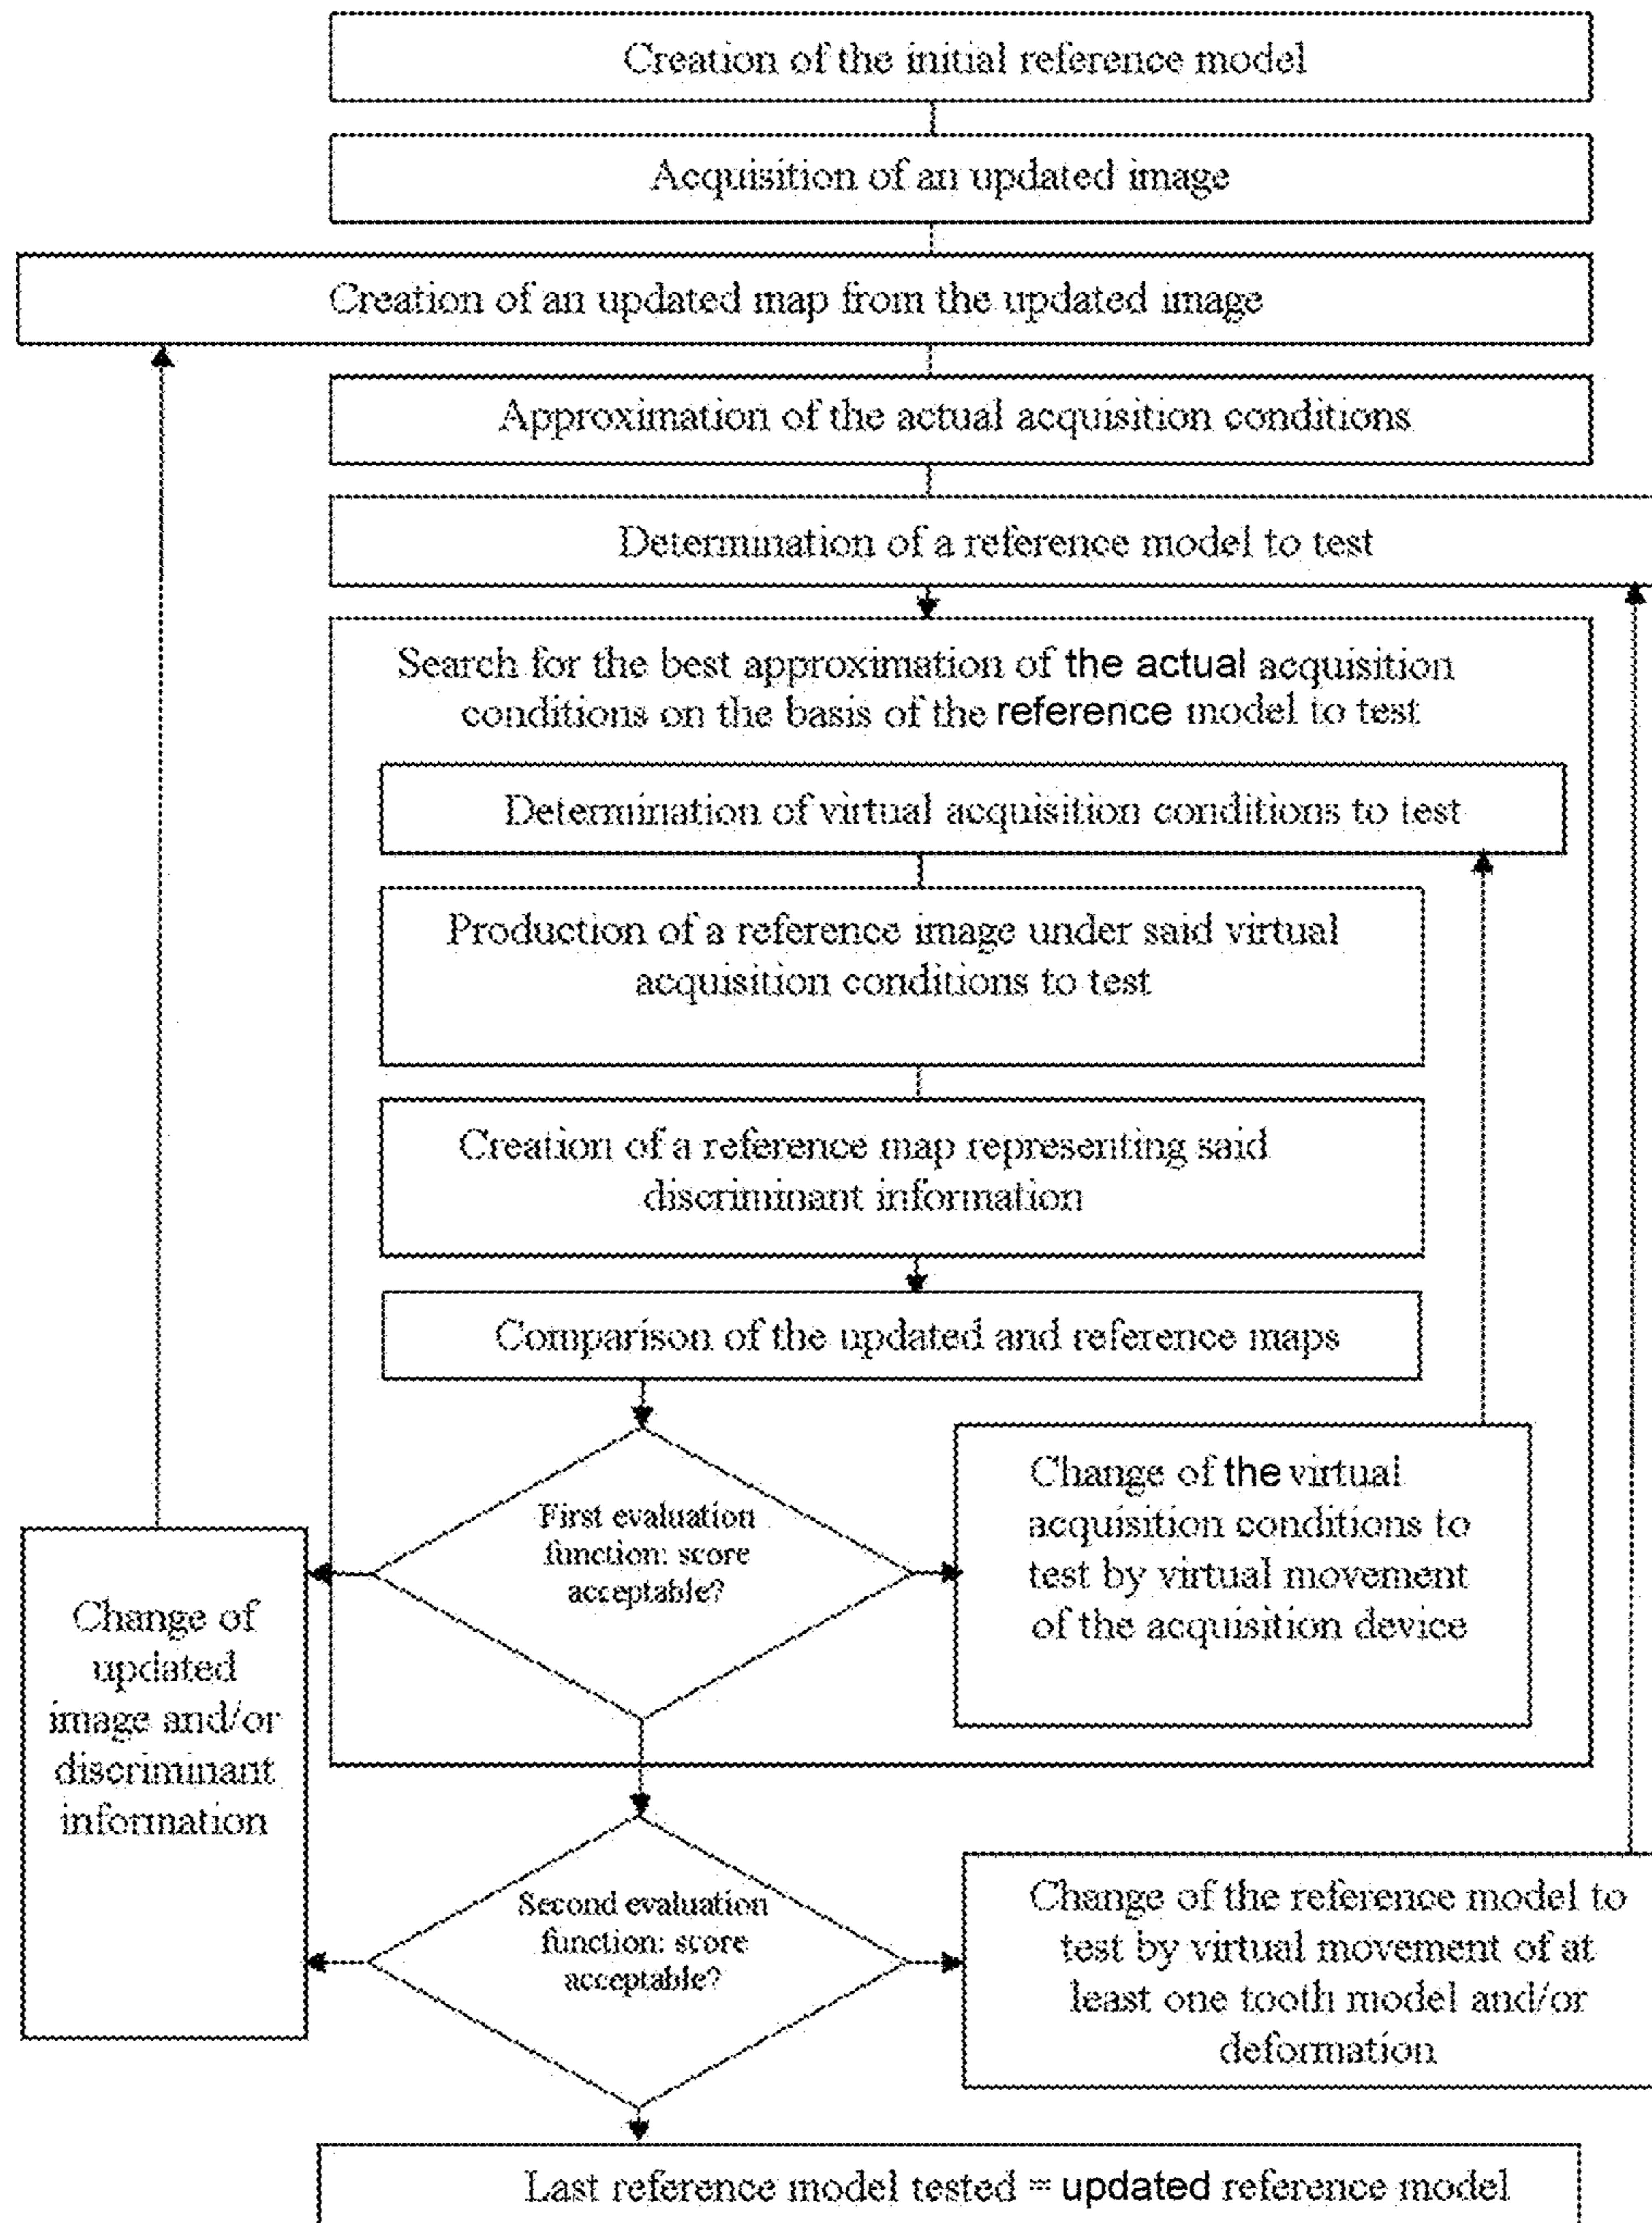 Creation of the initial reference model
Acquisition of an updated image
Creation of an updated map from the updated image
Approximation of the actual acquisition conditions
Determination of a reference model to test
Search for the best approximation of the actual acquisition
conditions on the basis of the reference model to test
Determination of virtual acquisition conditions to test
Production of a reference image under said virtual
acquisition conditions to test
Creation of a reference map representing said
discriminant information
Comparison of the updated and reference maps
First evaluation
function: score
acceptable?
Change of the virtual
acquisition conditions to
test by virtual movement
of the acquisition device
Change of
updated
image and/or
discriminant
information
Second evaluation
function: score
acceptable?
Change of the reference model to
test by virtual movement of at
least one tooth model and/or
deformation
Last reference model tested = updated reference model